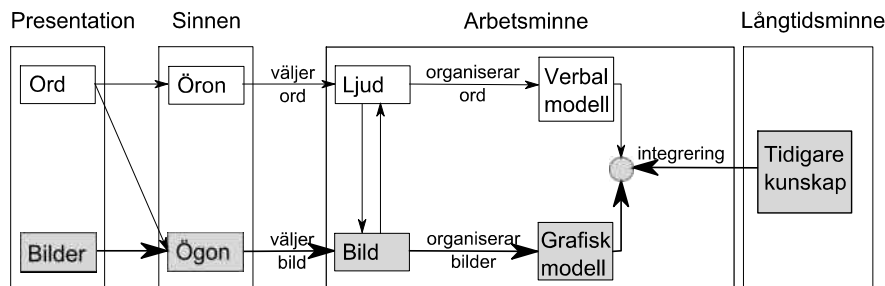 Presentation
Sinnen
Arbetsminne
Långtidsminne
Ord
Öron
väljer
ord
Ljud
organiserar
ord
Verbal
modell
integrering
Tidigare
kunskap
Bilder
Ögon
väljer
bild
Bild
organiserar
bilder
Grafisk
modell